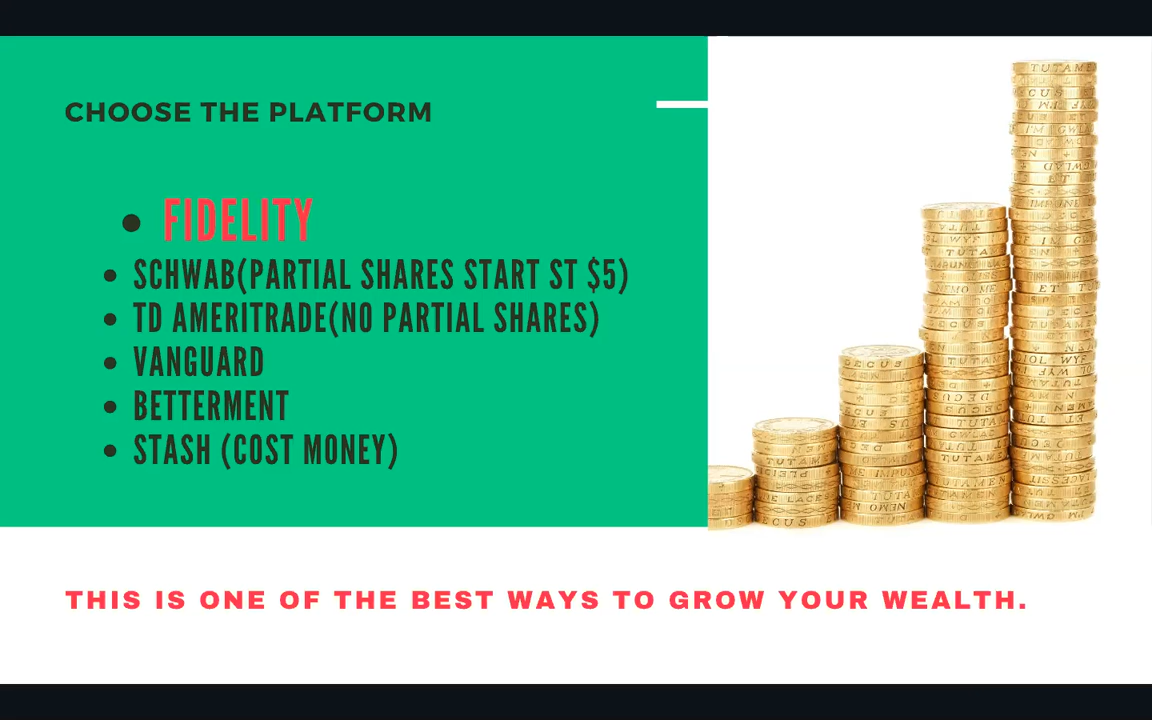 CHOOSE THE PLATFORM
• FIDELITY
• SCHWAB(PARTIAL SHARES START ST $5)
• TD AMERITRADE(NO PARTIAL SHARES)
• VANGUARD
• BETTERMENT
• STASH (COST MONEY)
THIS IS ONE OF THE BEST WAYS TO GROW YOUR WEALTH.